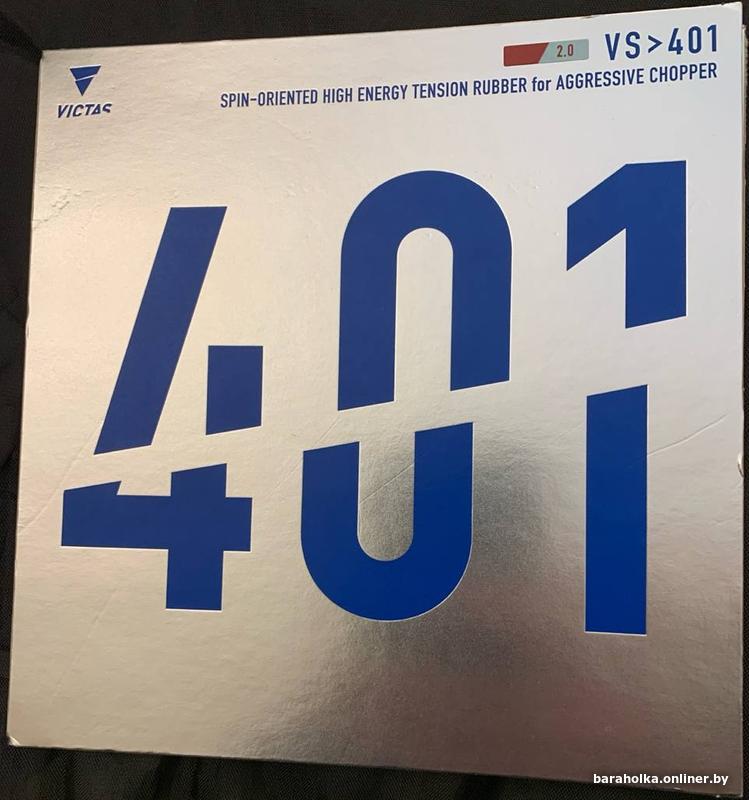 2.0 VS>401
VICTAS
SPIN-ORIENTED HIGH ENERGY TENSION RUBBER for AGGRESSIVE CHOPPER
401
baraholka.onliner.by